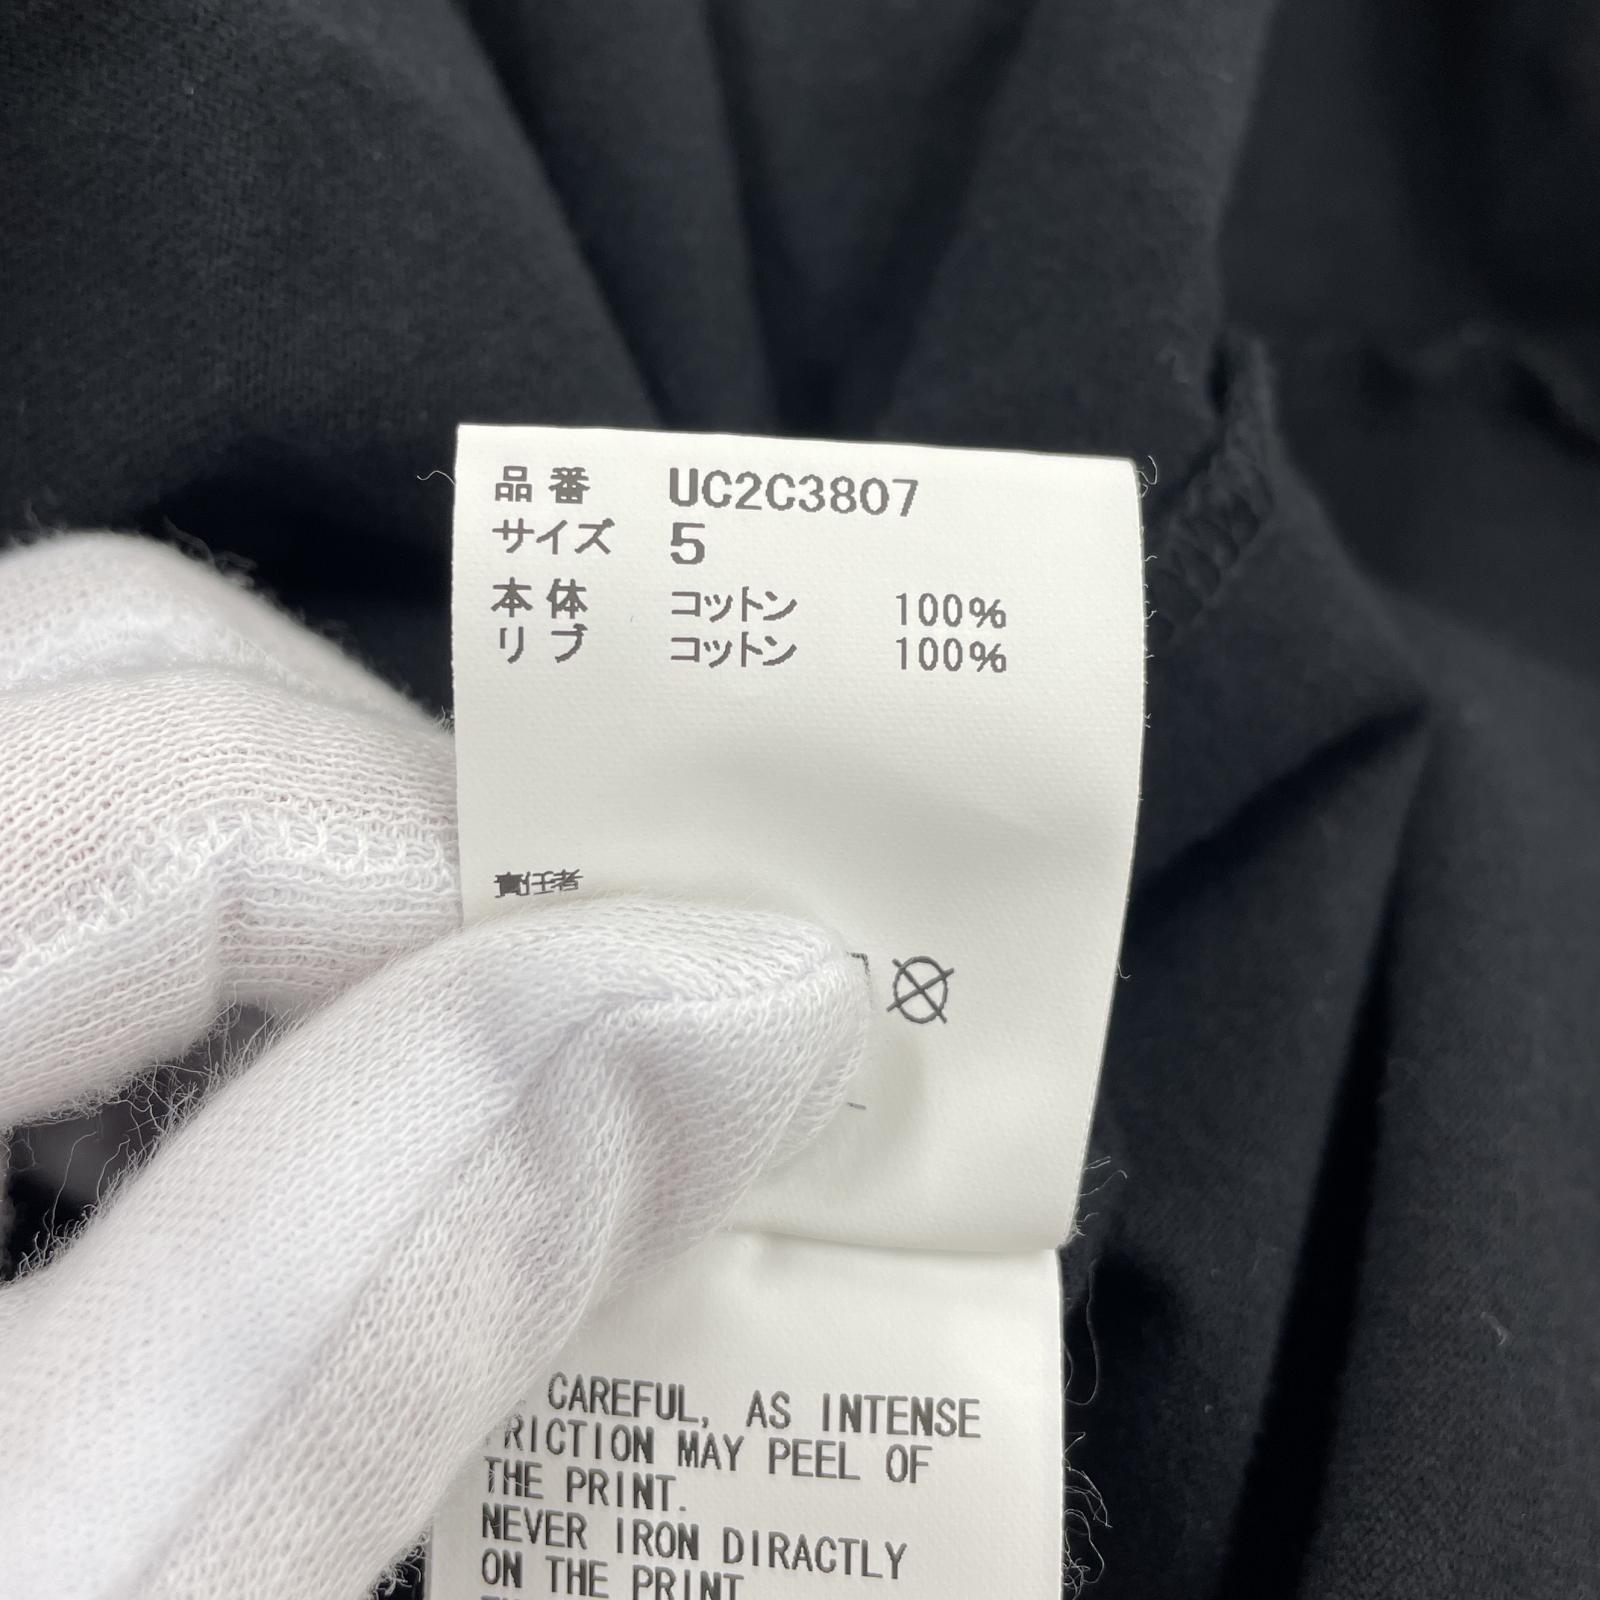 品番 UC2C3807
サイズ 5
本体 コットン 100%
リブ コットン 100%
責任発
CAREFUL, AS INTENSE
FRICTION MAY PEEL OF
THE PRINT.
NEVER IRON DIRACTLY
ON THE PRINT